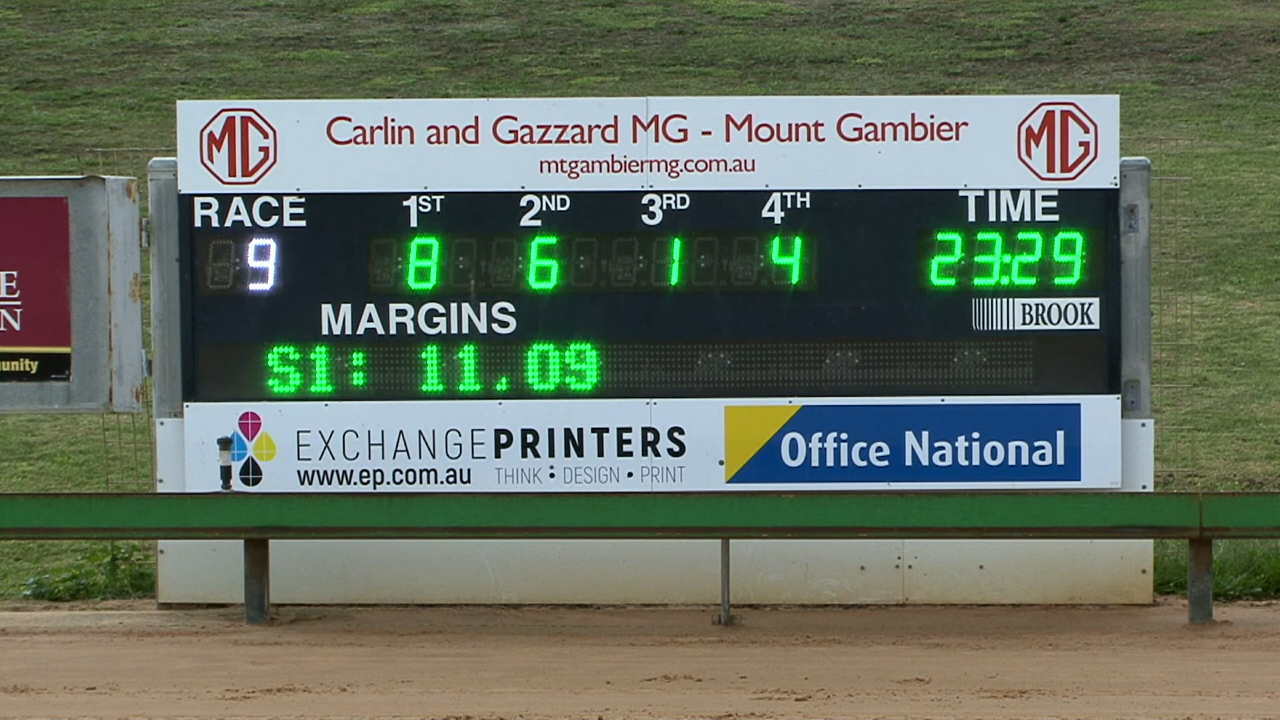 MG Carlin and Gazzard MG - Mount Gambier MG
mtgambiermg.com.au
RACE 1ST 2ND 3RD 4TH TIME
9 8 6 1 4 23:29
MARGINS BROOK
S1: 11.09
EXCHANGEPRINTERS
www.ep.com.au THINK : DESIGN • PRINT
Office National
E
N
unity